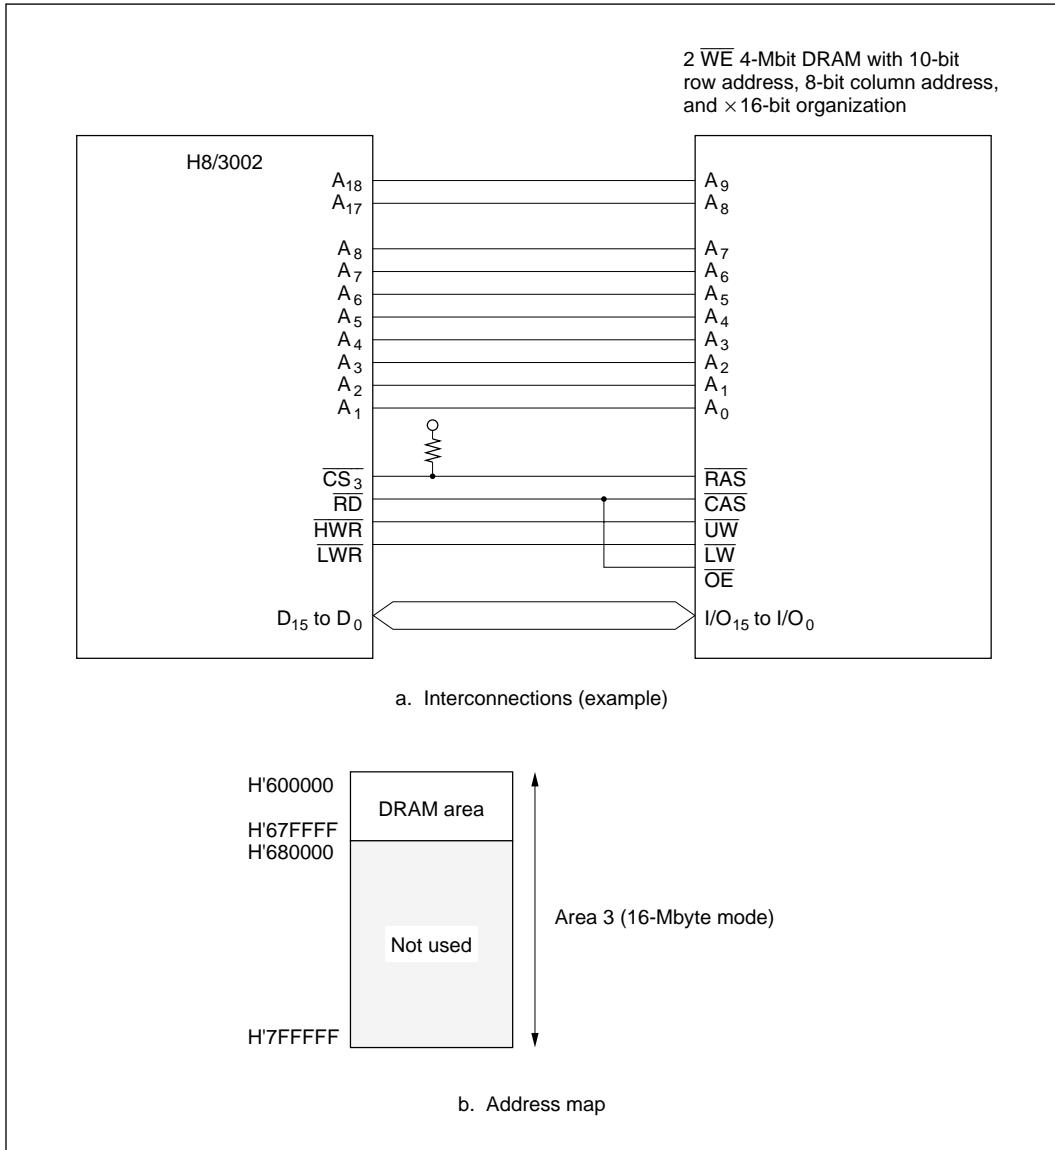 2 WE 4-Mbit DRAM with 10-bit
row address, 8-bit column address,
and ×16-bit organization
H8/3002
A18
A9
A17
A8
A8
A7
A7
A6
A6
A5
A5
A4
A4
A3
A3
A2
A2
A1
A1
A0
CS3
RAS
RD
CAS
HWR
UW
LWR
LW
OE
D15 to D0
I/O15 to I/O0
a. Interconnections (example)
H'600000
DRAM area
H'67FFFF
H'680000
Area 3 (16-Mbyte mode)
Not used
H'7FFFFF
b. Address map